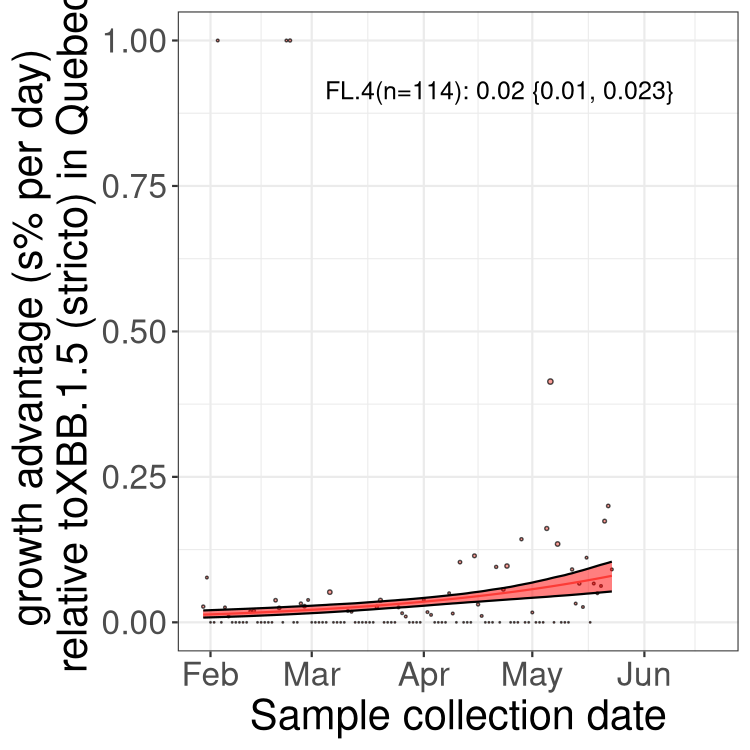 growth advantage (s% per day)
relative toXBB.1.5 (stricto) in Quebec
1.00
0.75
0.50
0.25
0.00
FL.4(n=114): 0.02 {0.01, 0.023}
Feb Mar Apr May Jun
Sample collection date